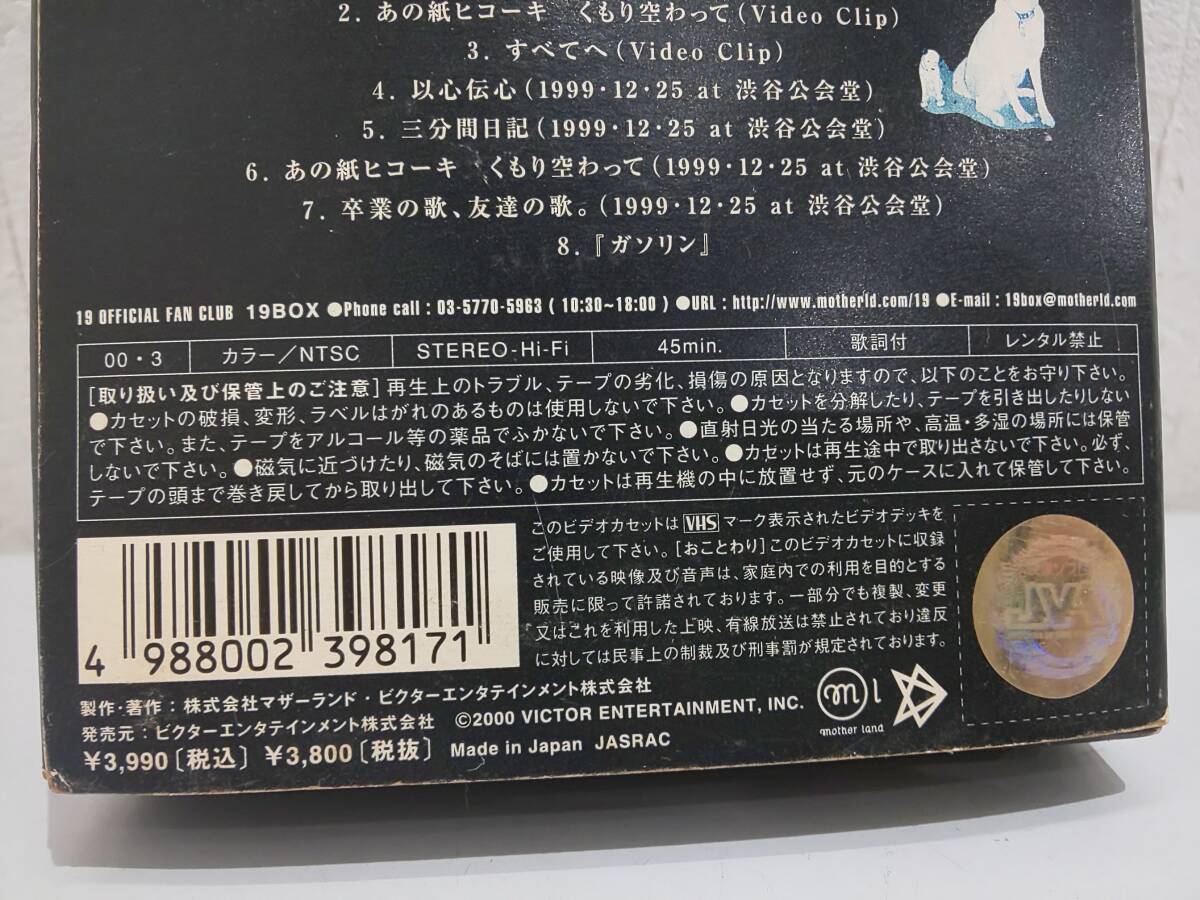 2. あの紙ヒコーキ　くもり空わって(Video Clip)
3. すべてへ(Video Clip)
4. 以心伝心(1999・12・25 at 渋谷公会堂)
5. 三分間日記(1999・12・25 at 渋谷公会堂)
6. あの紙ヒコーキ　くもり空わって(1999・12・25 at 渋谷公会堂)
7. 卒業の歌、友達の歌。(1999・12・25 at 渋谷公会堂)
8.『ガソリン』
19 OFFICIAL FAN CLUB 19BOX ●Phone call : 03-5770-5963 ( 10:30~18:00 ) ●URL : http://www.motherld.com/19 ●E-mail : 19box@motherld.com
00・3 カラー／NTSC STEREO-Hi-Fi 45min. 歌詞付 レンタル禁止
[取り扱い及び保管上のご注意] 再生上のトラブル、テープの劣化、損傷の原因となりますので、以下のことをお守り下さい。
●カセットの破損、変形、ラベルはがれのあるものは使用しないで下さい。●カセットを分解したり、テープを引き出したりしない
で下さい。また、テープをアルコール等の薬品でふかないで下さい。●直射日光の当たる場所や、高温・多湿の場所には保管
しないで下さい。●磁気に近づけたり、磁気のそばには置かないで下さい。●カセットは再生途中で取り出さないで下さい。必ず、
テープの頭まで巻き戻してから取り出して下さい。●カセットは再生機の中に放置せず、元のケースに入れて保管して下さい。
このビデオカセットは VHS マーク表示されたビデオデッキを
ご使用して下さい。[おことわり]このビデオカセットに収録
されている映像及び音声は、家庭内での利用を目的とする
販売に限って許諾されております。一部分でも複製、変更
又はこれを利用した上映、有線放送は禁止されており違反
に対しては民事上の制裁及び刑事罰が規定されております。
4 988002 398171
製作・著作：株式会社マザーランド・ビクターエンタテインメント株式会社
発売元：ビクターエンタテインメント株式会社 ©2000 VICTOR ENTERTAINMENT, INC.
¥3,990[税込] ¥3,800[税抜] Made in Japan JASRAC
m l
mother land
JVA